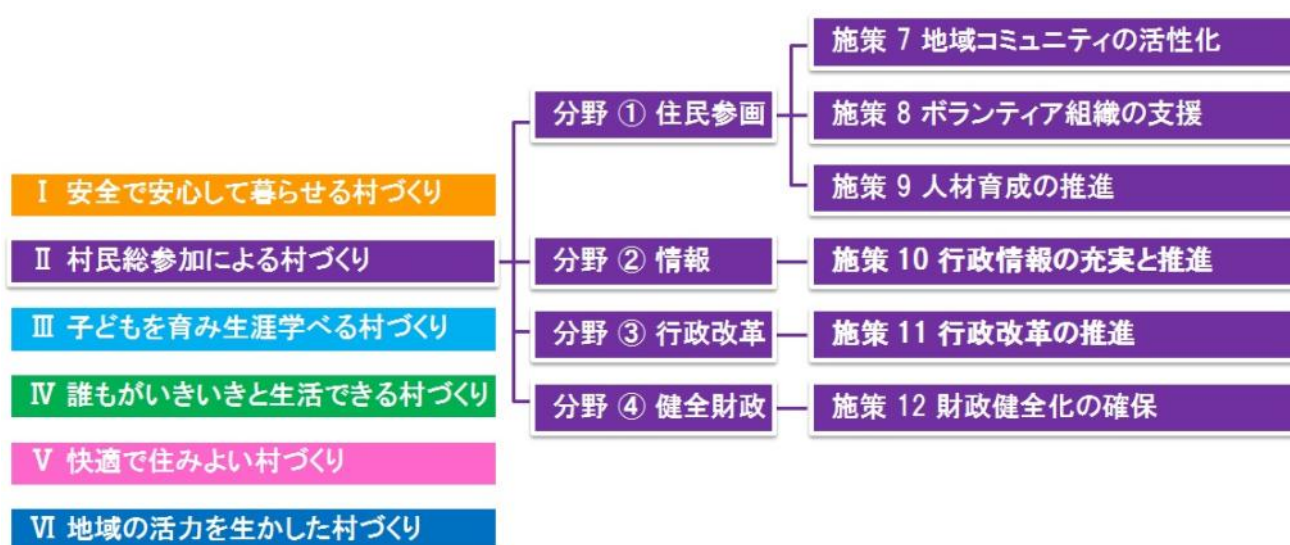 Ⅰ 安全で安心して暮らせる村づくり
Ⅱ 村民総参加による村づくり
Ⅲ 子どもを育み生涯学べる村づくり
Ⅳ 誰もがいきいきと生活できる村づくり
Ⅴ 快適で住みよい村づくり
Ⅵ 地域の活力を生かした村づくり
分野 ① 住民参画
施策 7 地域コミュニティの活性化
施策 8 ボランティア組織の支援
施策 9 人材育成の推進
分野 ② 情報
施策 10 行政情報の充実と推進
分野 ③ 行政改革
施策 11 行政改革の推進
分野 ④ 健全財政
施策 12 財政健全化の確保